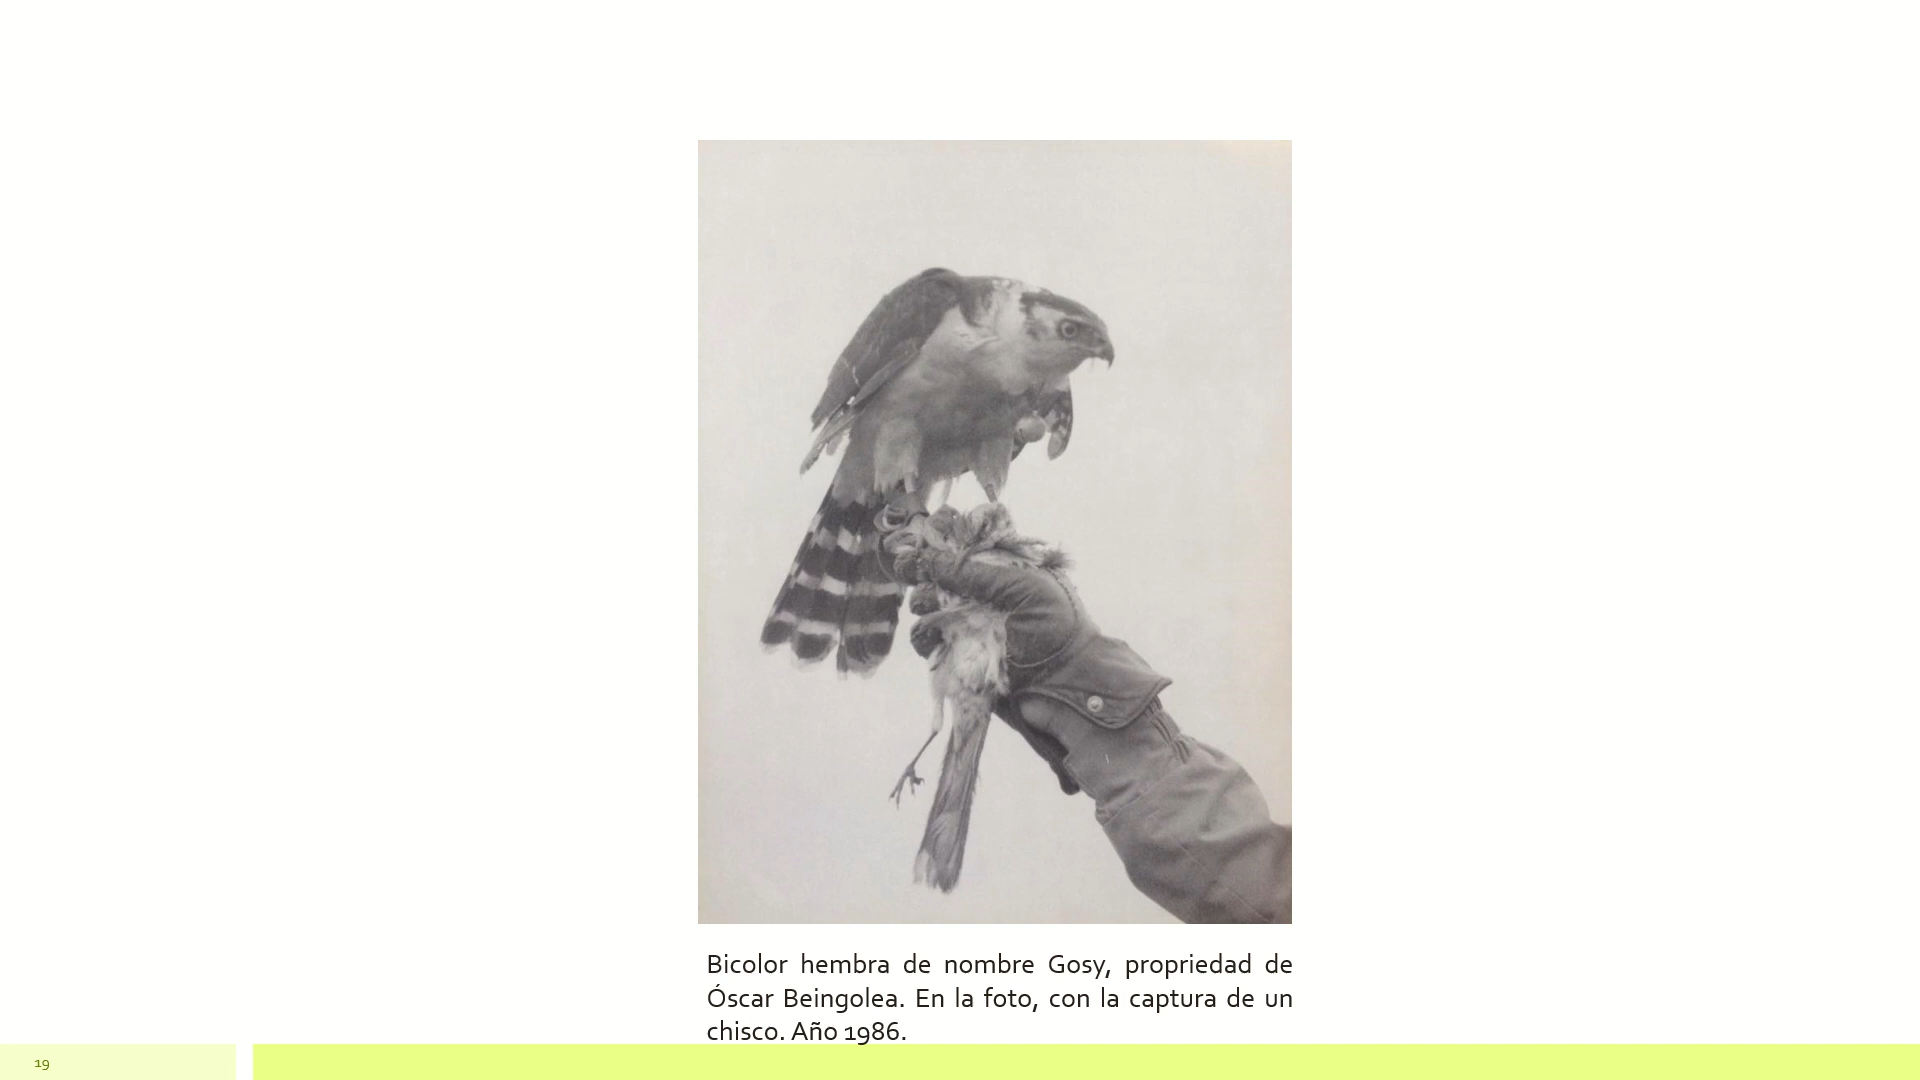 Bicolor hembra de nombre Gosy, propriedad de
Óscar Beingolea. En la foto, con la captura de un
chisco. Año 1986.
19